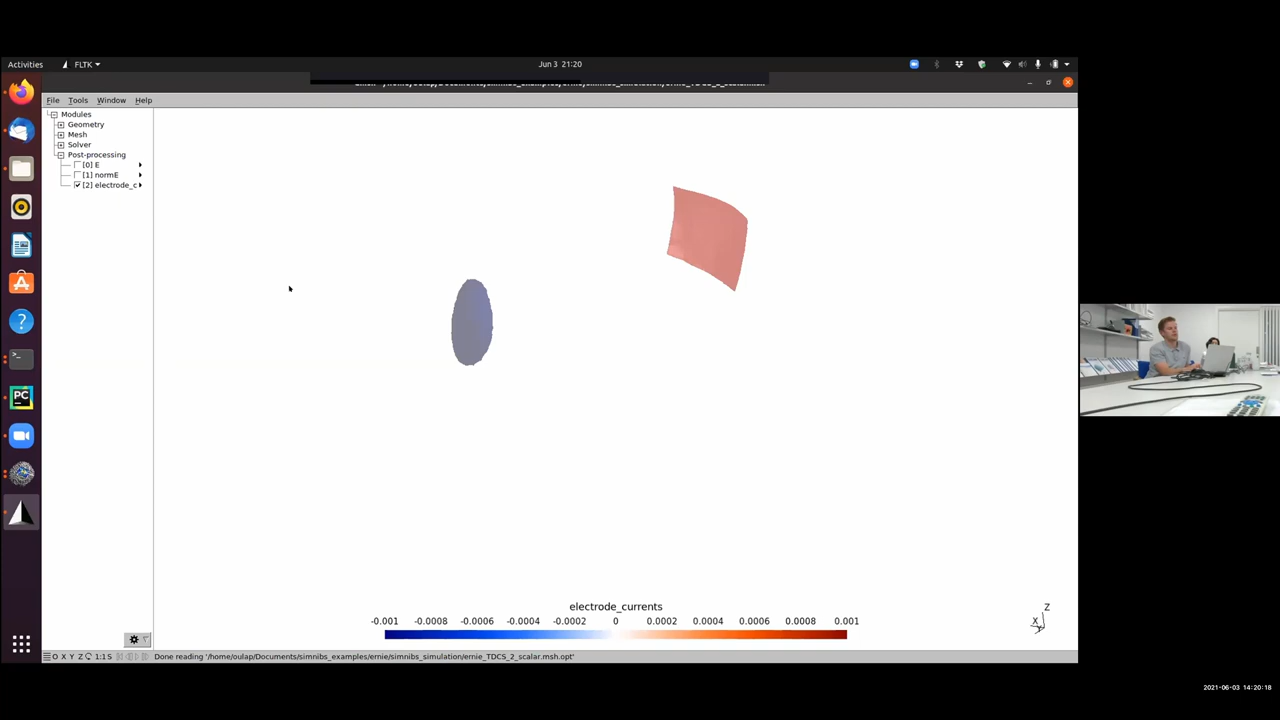 Activities
FLTK
Jun 3 21:20
File Tools Window Help
Modules
Geometry
Mesh
Solver
Post-processing
[0] E
[1] normE
[2] electrode_c
PC
electrode_currents
-0.001 -0.0008 -0.0006 -0.0004 -0.0002 0 0.0002 0.0004 0.0006 0.0008 0.001
Z
X
Y
O X Y Z 1:1 S Done reading '/home/oulap/Documents/simnibs_examples/ernie/simnibs_simulation/ernie_TDCS_2_scalar.msh.opt'
2021-06-03 14:20:18